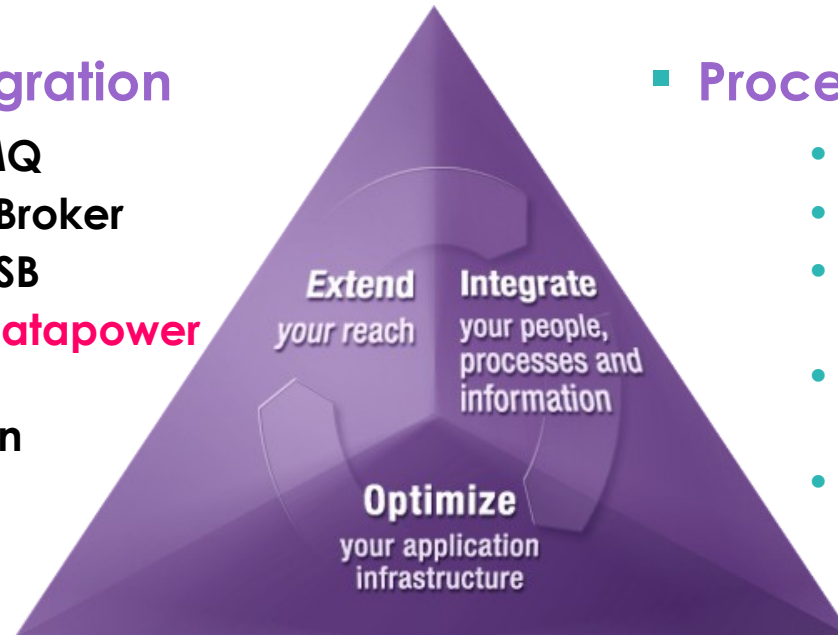 gration
MQ
Broker
SB
atapower
n
Proce
Extend
your reach
Integrate
your people,
processes and
information
Optimize
your application
infrastructure